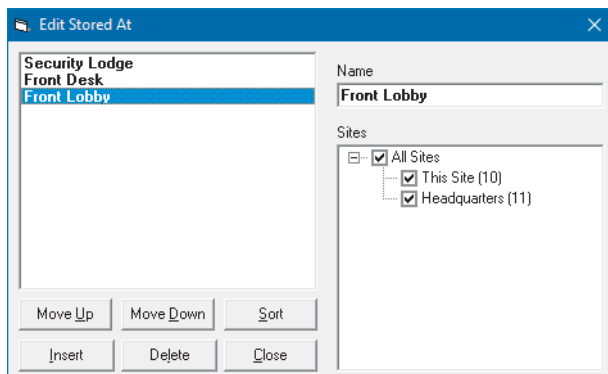 Edit Stored At
Security Lodge
Front Desk
Front Lobby
Name
Front Lobby
Sites
All Sites
This Site (10)
Headquarters (11)
Move Up
Move Down
Sort
Insert
Delete
Close